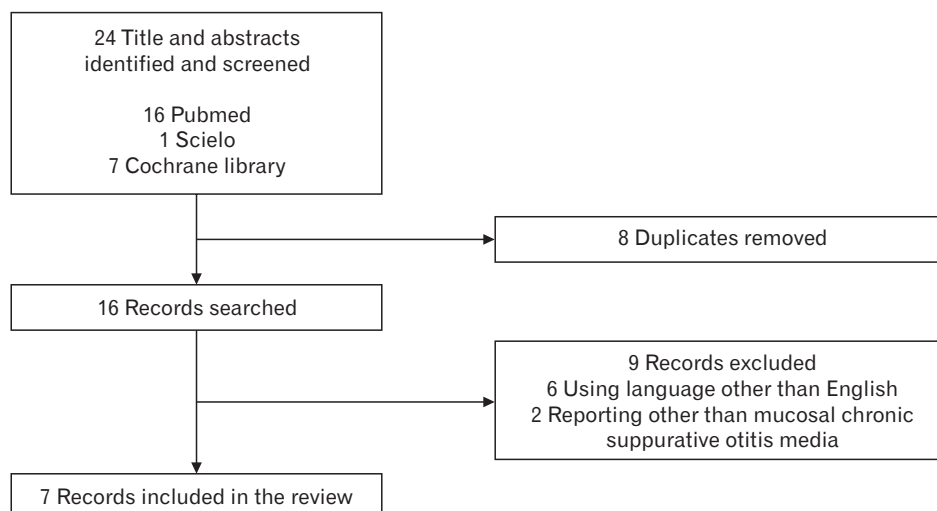 24 Title and abstracts
identified and screened
16 Pubmed
1 Scielo
7 Cochrane library
8 Duplicates removed
16 Records searched
9 Records excluded
6 Using language other than English
2 Reporting other than mucosal chronic
suppurative otitis media
7 Records included in the review